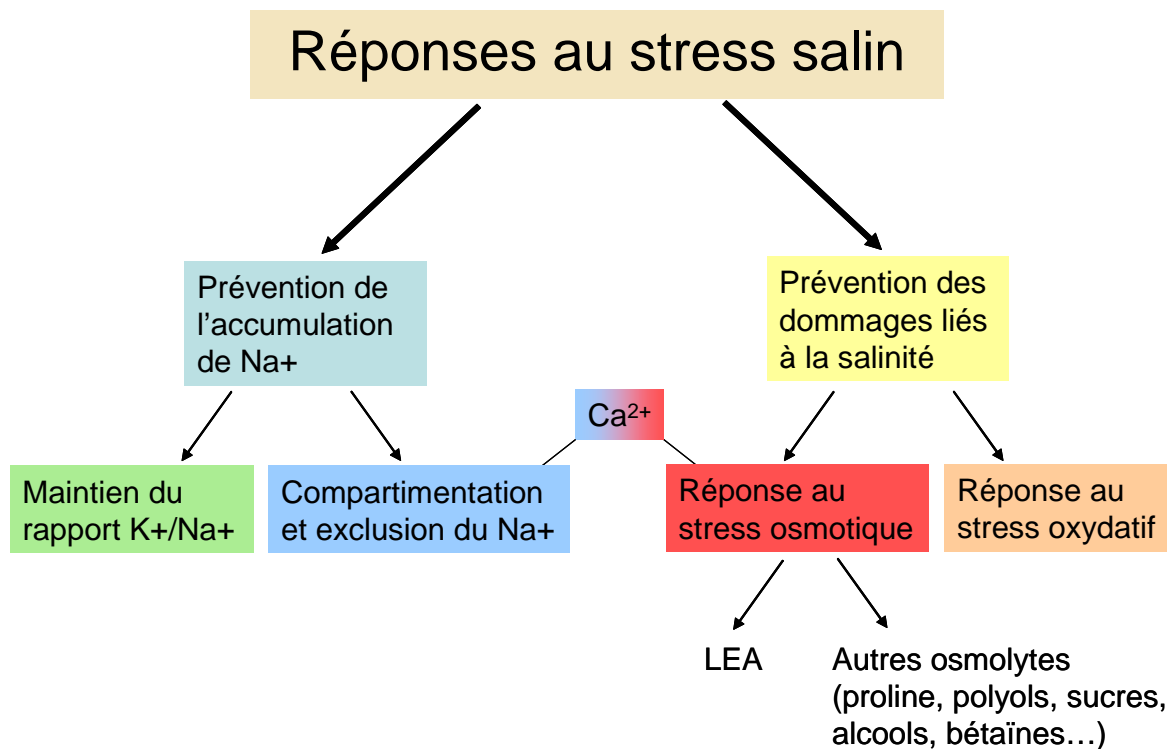 Réponses au stress salin
Prévention de
l'accumulation
de Na+
Prévention des
dommages liés
à la salinité
Ca²⁺
Maintien du
rapport K+/Na+
Compartimentation
et exclusion du Na+
Réponse au
stress osmotique
Réponse au
stress oxydatif
LEA
Autres osmolytes
(proline, polyols, sucres,
alcools, bétaïnes…)